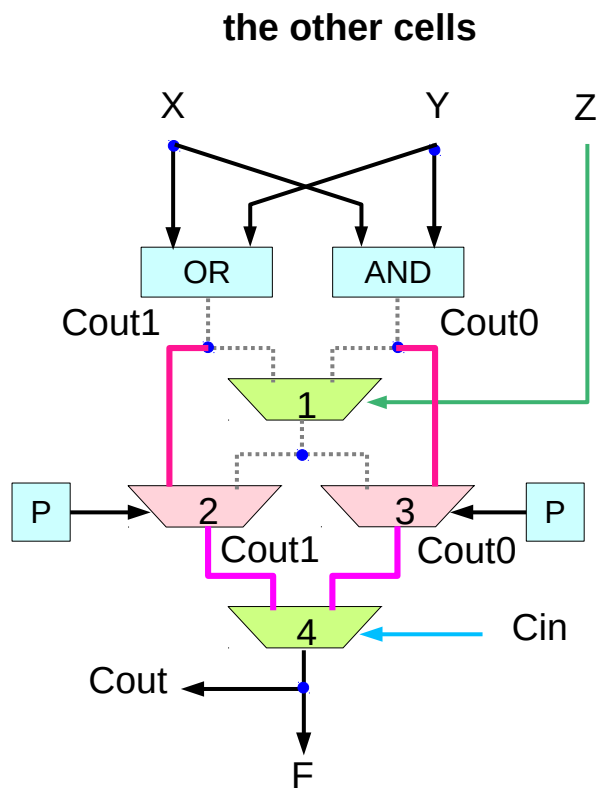 the other cells
X Y Z
OR AND
Cout1 Cout0
1
P 2 3 P
Cout1 Cout0
4 Cin
Cout
F